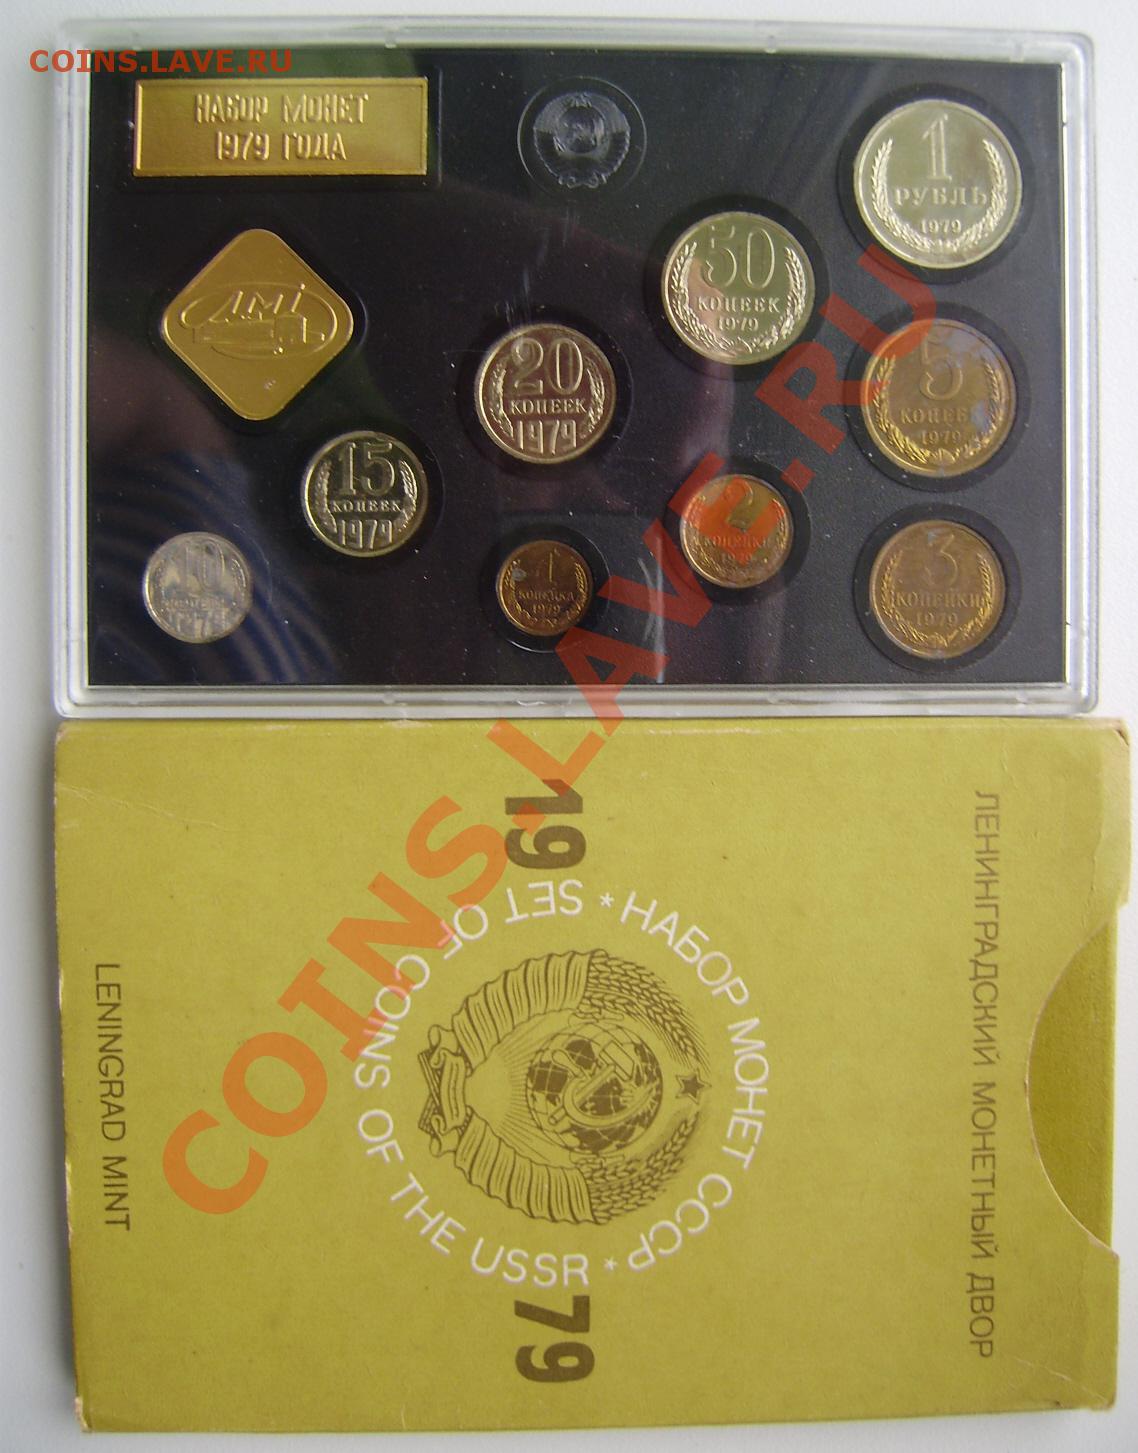 COINS.LAVE.RU
НАБОР МОНЕТ
1979 ГОДА
1
РУБЛЬ
1979
50
КОПЕЕК
1979
ЛМД
20
КОПЕЕК
1979
5
КОПЕЕК
1979
15
КОПЕЕК
1979
2
КОПЕЙКИ
1979
10
КОПЕЕК
1979
1
КОПЕЙКА
1979
3
КОПЕЙКИ
1979
COINS.LAVE.RU
ЛЕНИНГРАДСКИЙ МОНЕТНЫЙ ДВОР
19
79
* НАБОР МОНЕТ СССР *
SET OF COINS OF THE USSR
LENINGRAD MINT